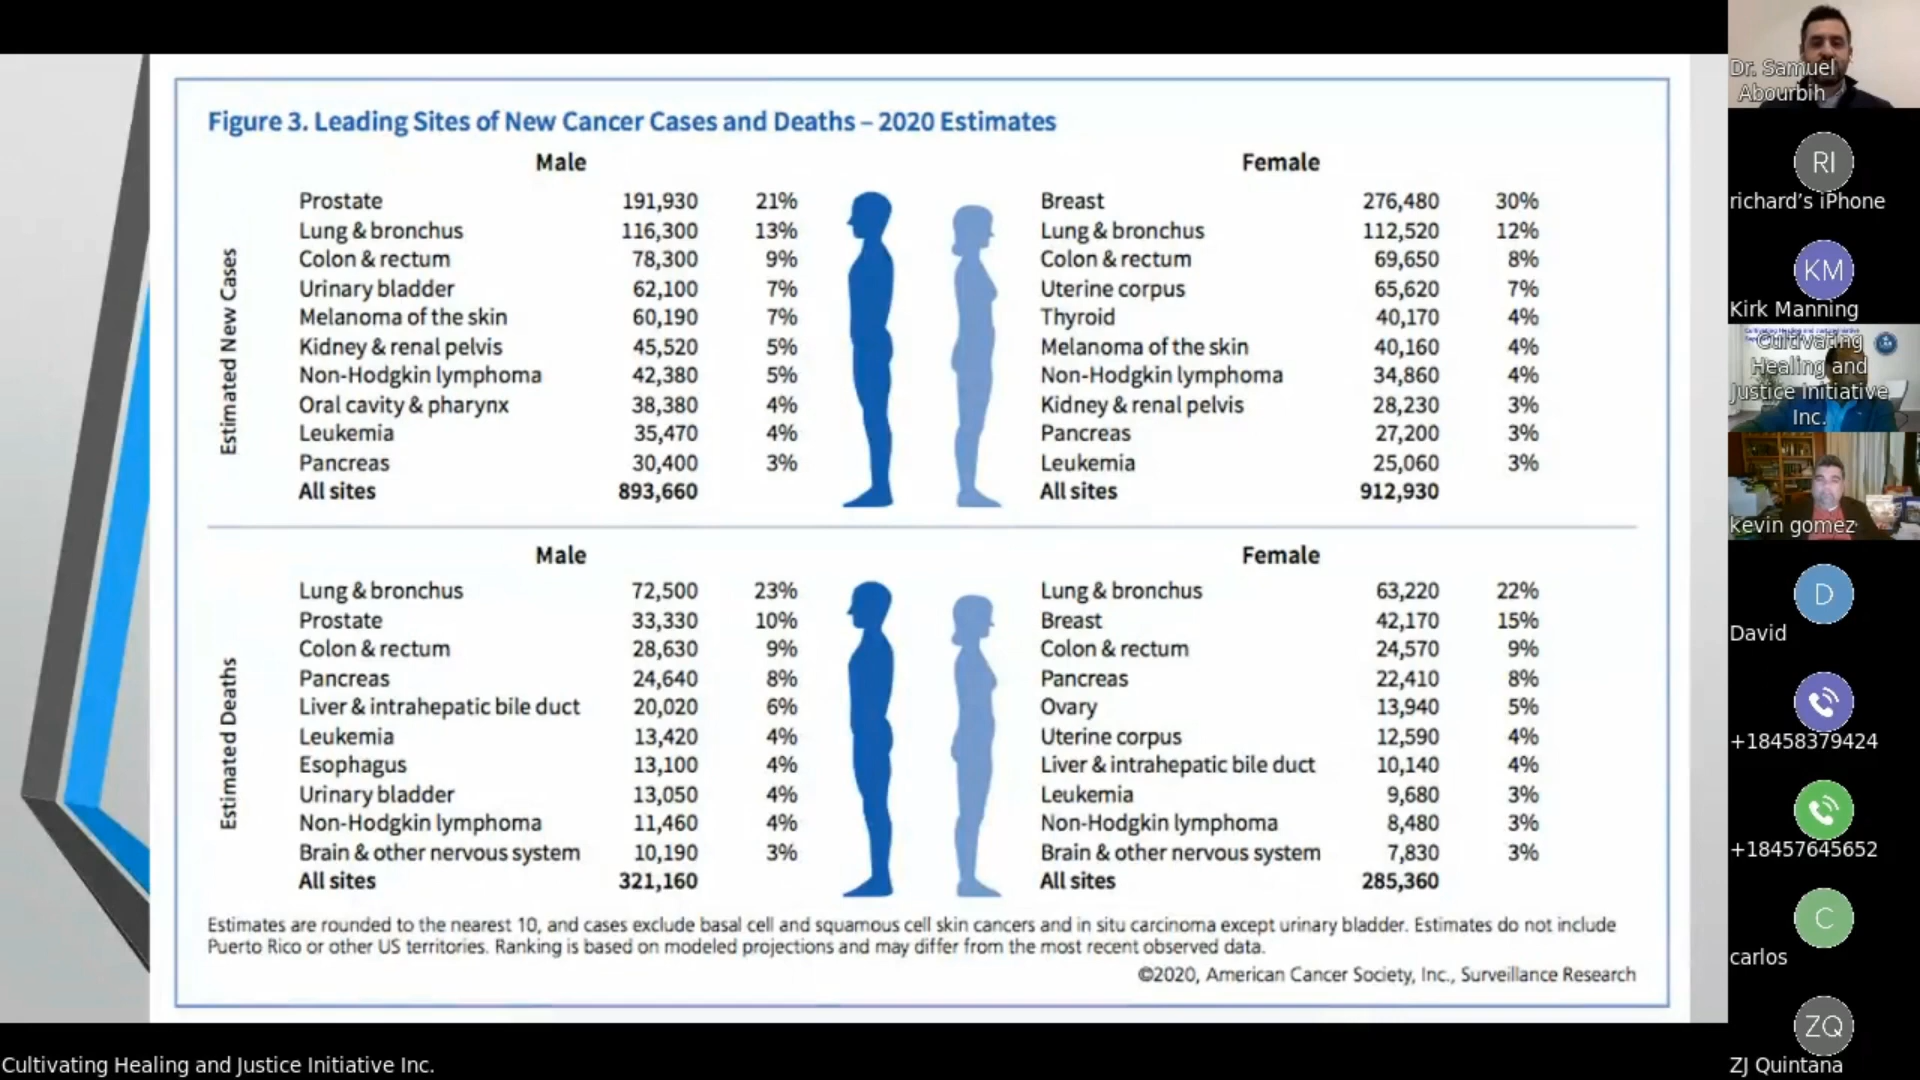 Figure 3. Leading Sites of New Cancer Cases and Deaths – 2020 Estimates
Estimated New Cases
Male
Prostate 191,930 21%
Lung & bronchus 116,300 13%
Colon & rectum 78,300 9%
Urinary bladder 62,100 7%
Melanoma of the skin 60,190 7%
Kidney & renal pelvis 45,520 5%
Non-Hodgkin lymphoma 42,380 5%
Oral cavity & pharynx 38,380 4%
Leukemia 35,470 4%
Pancreas 30,400 3%
All sites 893,660
Female
Breast 276,480 30%
Lung & bronchus 112,520 12%
Colon & rectum 69,650 8%
Uterine corpus 65,620 7%
Thyroid 40,170 4%
Melanoma of the skin 40,160 4%
Non-Hodgkin lymphoma 34,860 4%
Kidney & renal pelvis 28,230 3%
Pancreas 27,200 3%
Leukemia 25,060 3%
All sites 912,930
Estimated Deaths
Male
Lung & bronchus 72,500 23%
Prostate 33,330 10%
Colon & rectum 28,630 9%
Pancreas 24,640 8%
Liver & intrahepatic bile duct 20,020 6%
Leukemia 13,420 4%
Esophagus 13,100 4%
Urinary bladder 13,050 4%
Non-Hodgkin lymphoma 11,460 4%
Brain & other nervous system 10,190 3%
All sites 321,160
Female
Lung & bronchus 63,220 22%
Breast 42,170 15%
Colon & rectum 24,570 9%
Pancreas 22,410 8%
Ovary 13,940 5%
Uterine corpus 12,590 4%
Liver & intrahepatic bile duct 10,140 4%
Leukemia 9,680 3%
Non-Hodgkin lymphoma 8,480 3%
Brain & other nervous system 7,830 3%
All sites 285,360
Estimates are rounded to the nearest 10, and cases exclude basal cell and squamous cell skin cancers and in situ carcinoma except urinary bladder. Estimates do not include
Puerto Rico or other US territories. Ranking is based on modeled projections and may differ from the most recent observed data.
©2020, American Cancer Society, Inc., Surveillance Research
Cultivating Healing and Justice Initiative Inc.
Dr. Samuel
Abourbih
RI
richard's iPhone
KM
Kirk Manning
Cultivating
Healing and
Justice Initiative
Inc.
kevin gomez
D
David
+18458379424
+18457645652
C
carlos
ZQ
ZJ Quintana